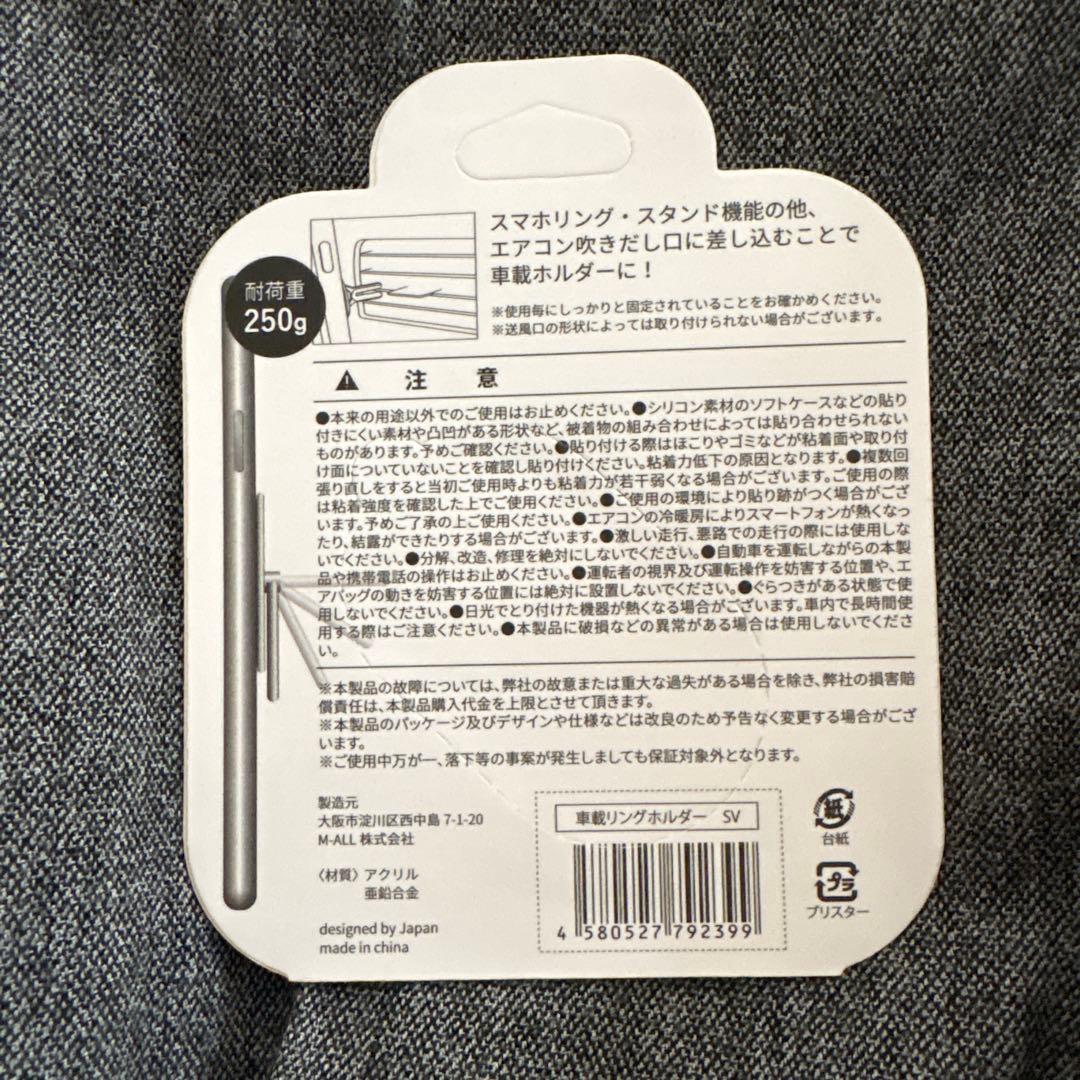 スマホリング・スタンド機能の他、
エアコン吹きだし口に差し込むことで
車載ホルダーに！
※使用毎にしっかりと固定されていることをお確かめください。
※送風口の形状によっては取り付けられない場合がございます。
耐荷重
250g
注意
●本来の用途以外でのご使用はお止めください。●シリコン素材のソフトケースなどの貼り
付きにくい素材や凸凹がある形状など、被着物の組み合わせによっては貼り合わせられない
ものがあります。予めご確認ください。●貼り付ける際はほこりやゴミなどが粘着面や取り付
け面についていないことを確認し貼り付けください。粘着力低下の原因となります。●複数回
張り直しをすると当初ご使用時よりも粘着力が若干弱くなる場合がございます。ご使用の際
は粘着強度を確認した上でご使用ください。●ご使用の環境により貼り跡がつく場合がござ
います。予めご了承の上ご使用ください。●エアコンの冷暖房によりスマートフォンが熱くなっ
たり、結露ができたりする場合がございます。●激しい走行、悪路での走行の際には使用しな
いでください。●分解、改造、修理を絶対にしないでください。●自動車を運転しながらの本製
品や携帯電話の操作はお止めください。●運転者の視界及び運転操作を妨害する位置や、エ
アバッグの動きを妨害する位置には絶対に設置しないでください。●ぐらつきがある状態で使
用しないでください。●日光でとり付けた機器が熱くなる場合がございます。車内で長時間使
用する際はご注意ください。●本製品に破損などの異常がある場合は使用しないでくださ
い。
※本製品の故障については、弊社の故意または重大な過失がある場合を除き、弊社の損害賠
償責任は、本製品購入代金を上限とさせて頂きます。
※本製品のパッケージ及びデザインや仕様などは改良のため予告なく変更する場合がござ
います。
※ご使用中万が一、落下等の事案が発生しましても保証対象外となります。
製造元
大阪市淀川区西中島 7-1-20
M-ALL 株式会社
〈材質〉アクリル
亜鉛合金
designed by Japan
made in china
車載リングホルダー SV
4 580527 792399
紙
台紙
プラ
ブリスター